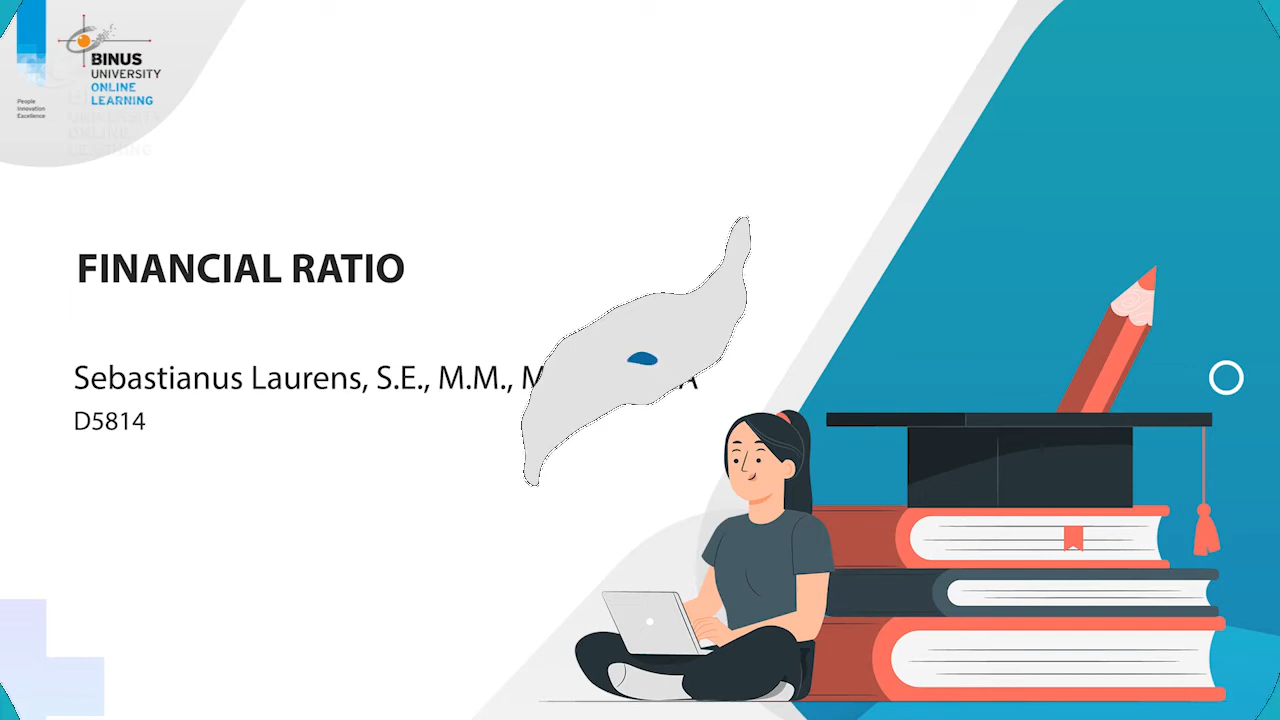 BINUS
UNIVERSITY
ONLINE
LEARNING
People
Innovation
Excellence
FINANCIAL RATIO
Sebastianus Laurens, S.E., M.M.,
D5814